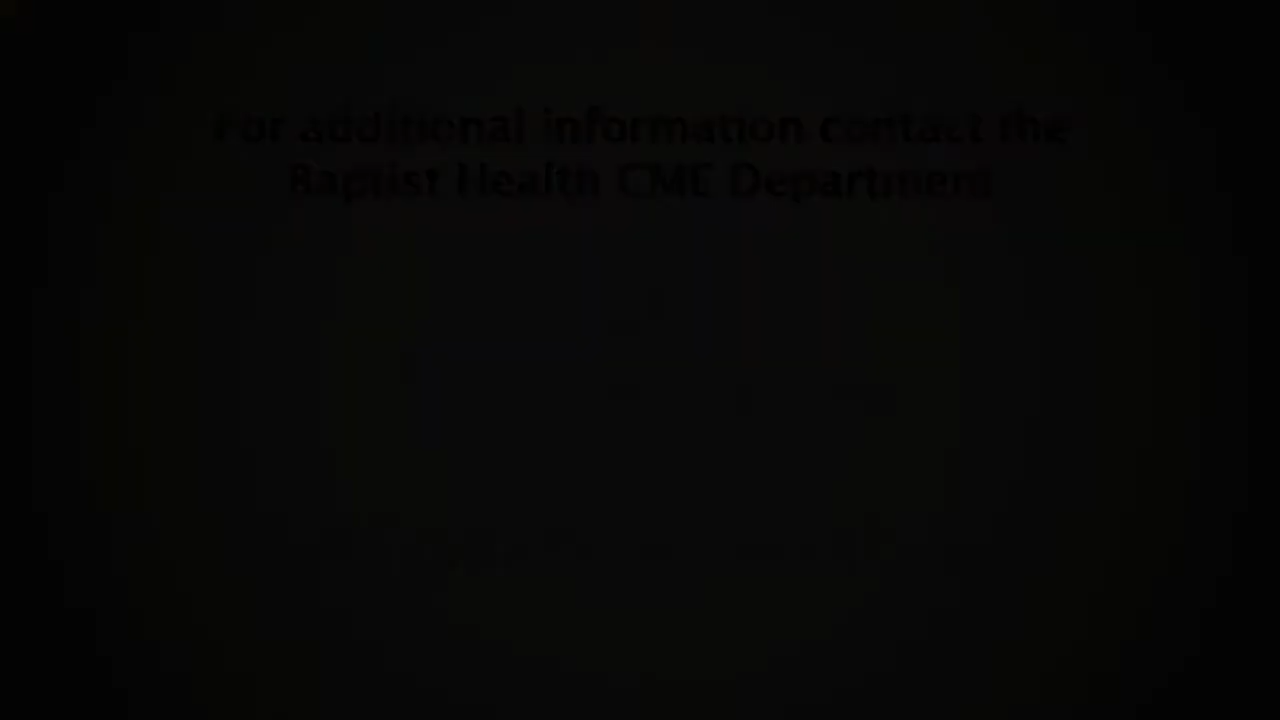 For additional information contact the
Baptist Health CME Department